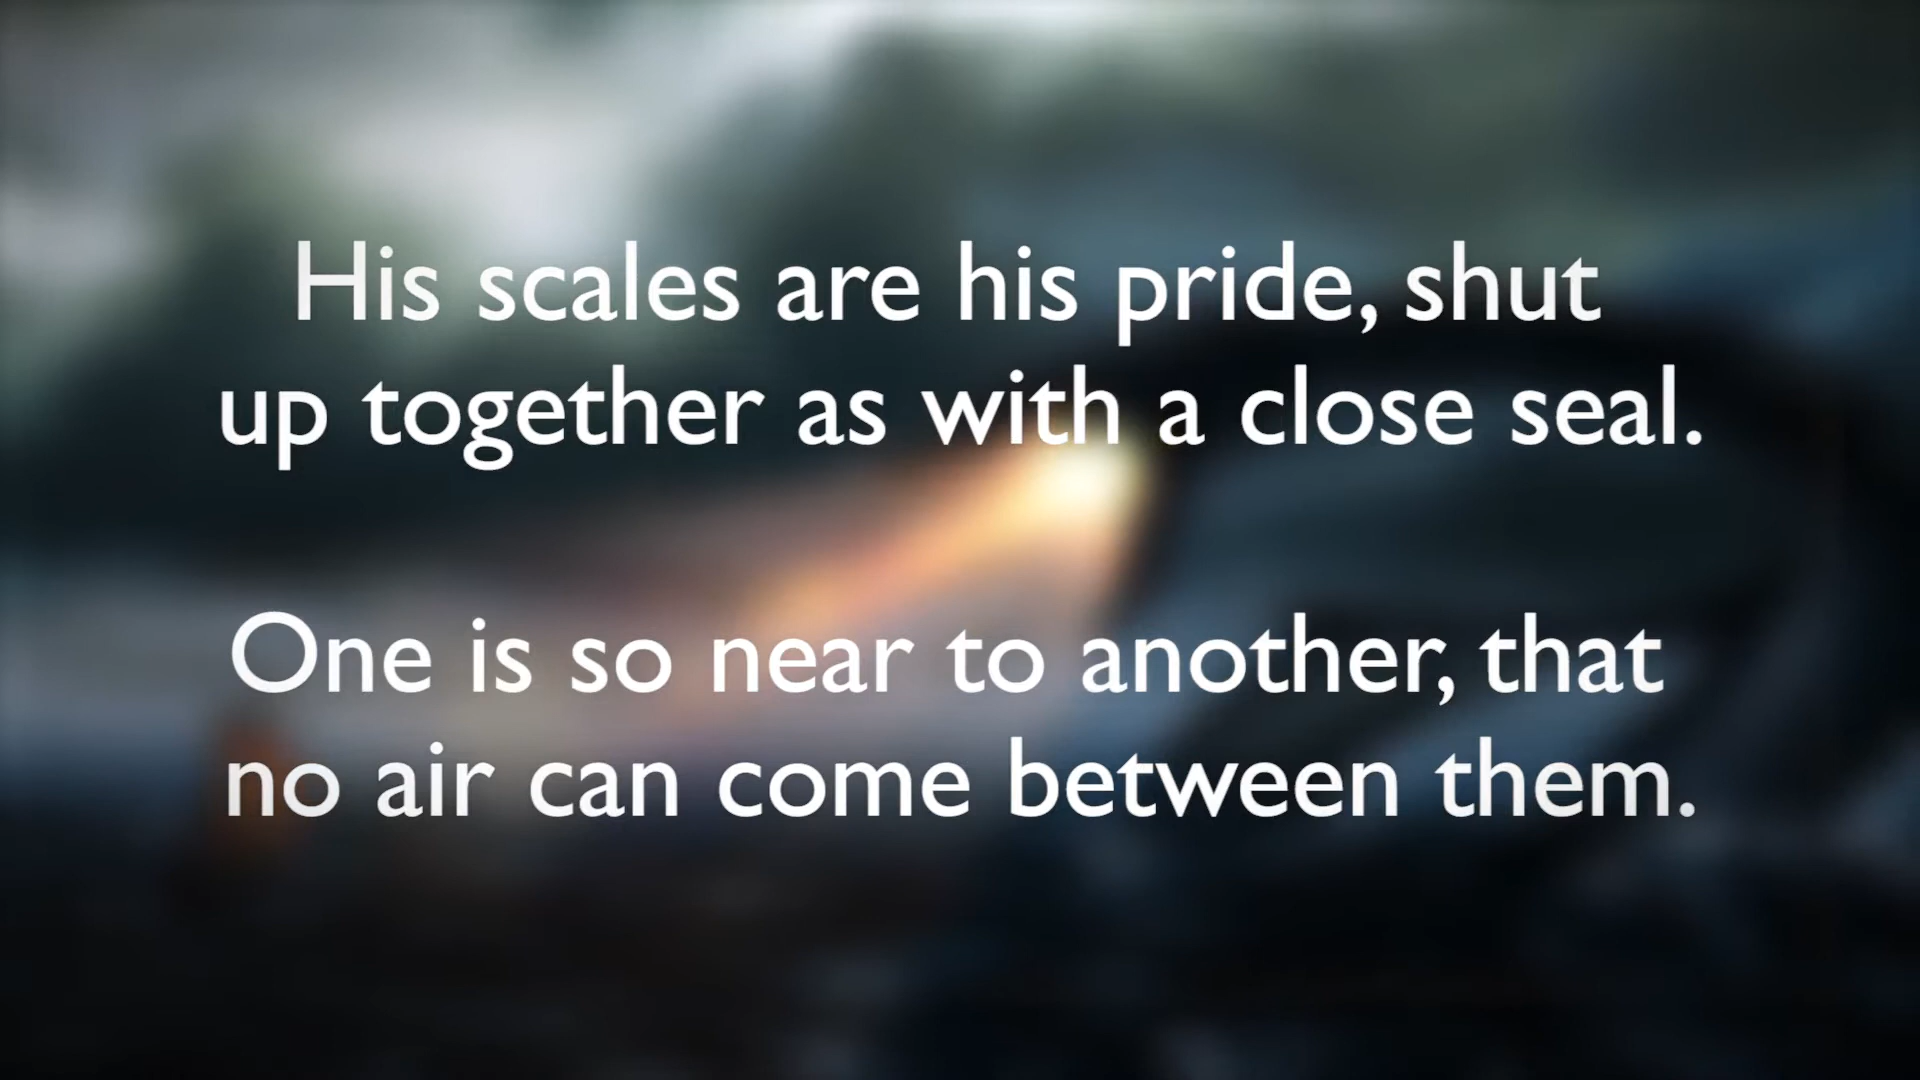 His scales are his pride, shut
up together as with a close seal.
One is so near to another, that
no air can come between them.